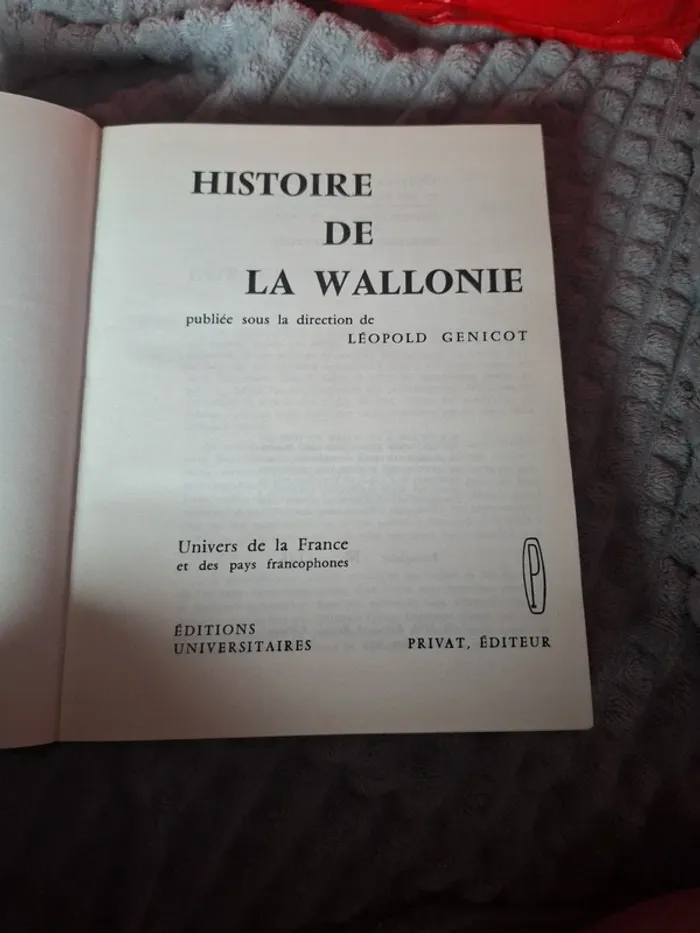 HISTOIRE
DE
LA WALLONIE
publiée sous la direction de
LÉOPOLD GENICOT
Univers de la France
et des pays francophones
P
ÉDITIONS
UNIVERSITAIRES
PRIVAT, ÉDITEUR